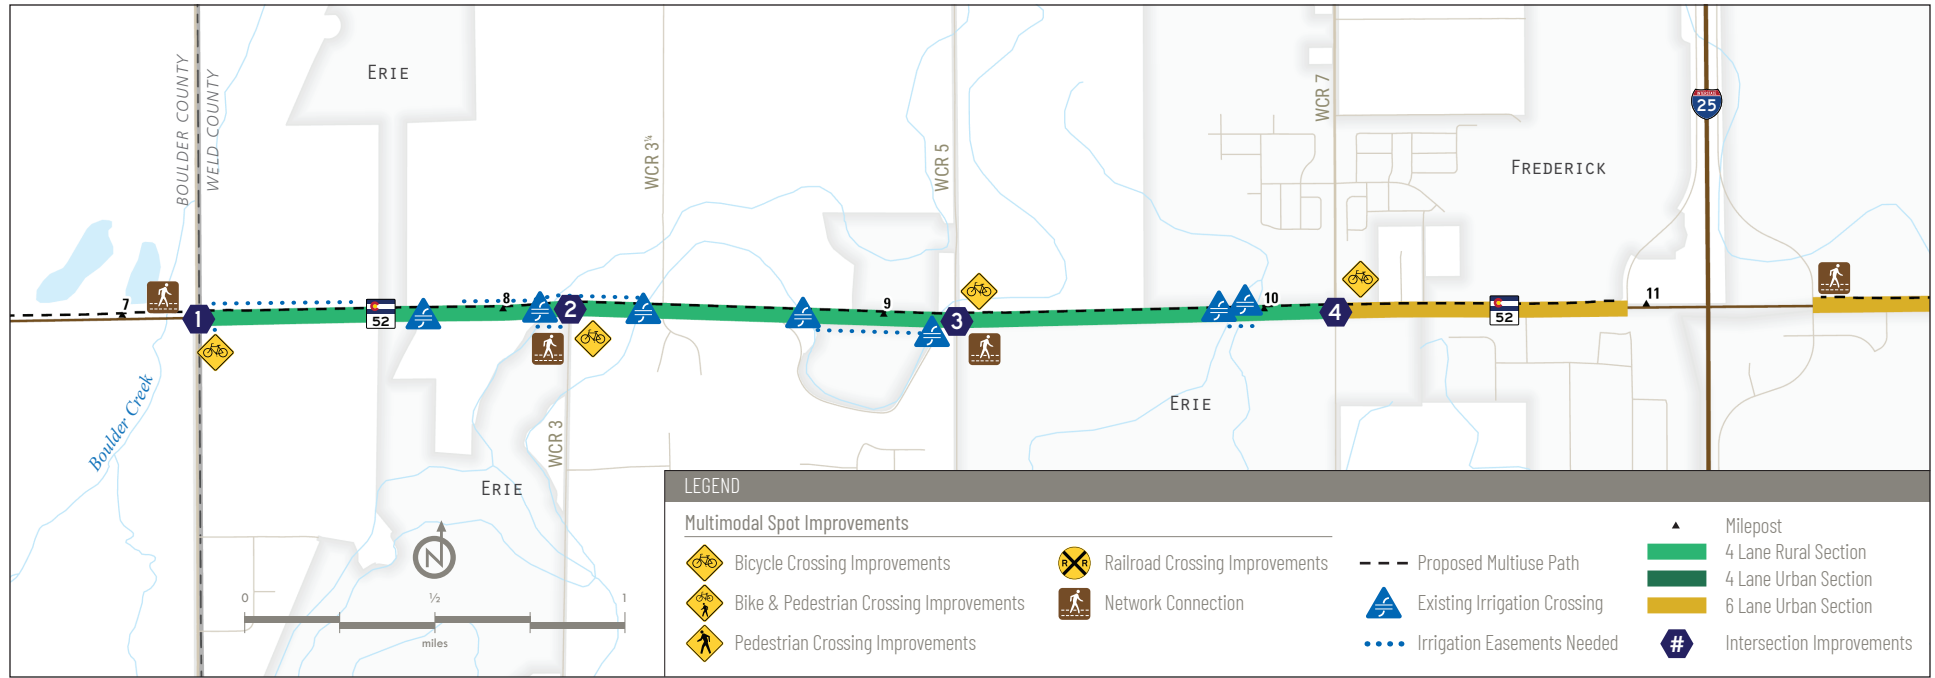 BOULDER COUNTY
WELD COUNTY
ERIE
WCR 3¼
WCR 5
WCR 7
25
FREDERICK
7
1
52
8
2
9
3
10
4
52
11
Boulder Creek
WCR 3
ERIE
ERIE
N
0
½
1
miles
LEGEND
Multimodal Spot Improvements
Bicycle Crossing Improvements
Bike & Pedestrian Crossing Improvements
Pedestrian Crossing Improvements
R R
Railroad Crossing Improvements
Network Connection
Proposed Multiuse Path
Existing Irrigation Crossing
Irrigation Easements Needed
Milepost
4 Lane Rural Section
4 Lane Urban Section
6 Lane Urban Section
# Intersection Improvements